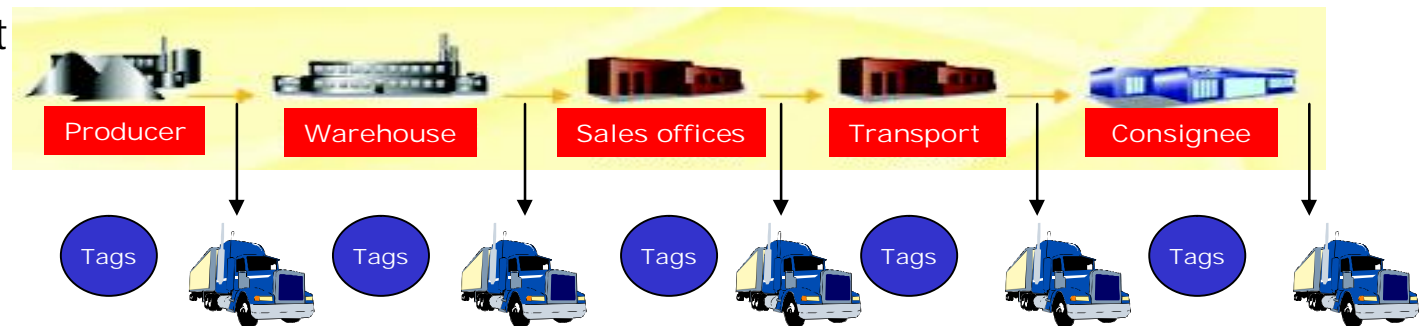 t
Producer
Warehouse
Sales offices
Transport
Consignee
Tags
Tags
Tags
Tags
Tags